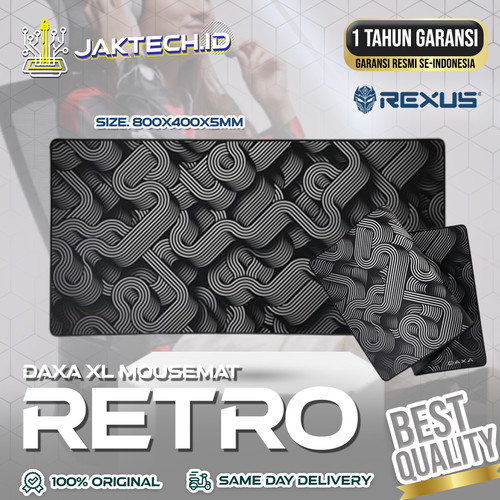 JAKTECH.ID
1 TAHUN GARANSI
GARANSI RESMI SE-INDONESIA
REXUS®
SIZE. 800X400X5MM
DAXA
DAXA XL MOUSEMAT
RETRO
BEST
QUALITY
100% ORIGINAL
SAME DAY DELIVERY